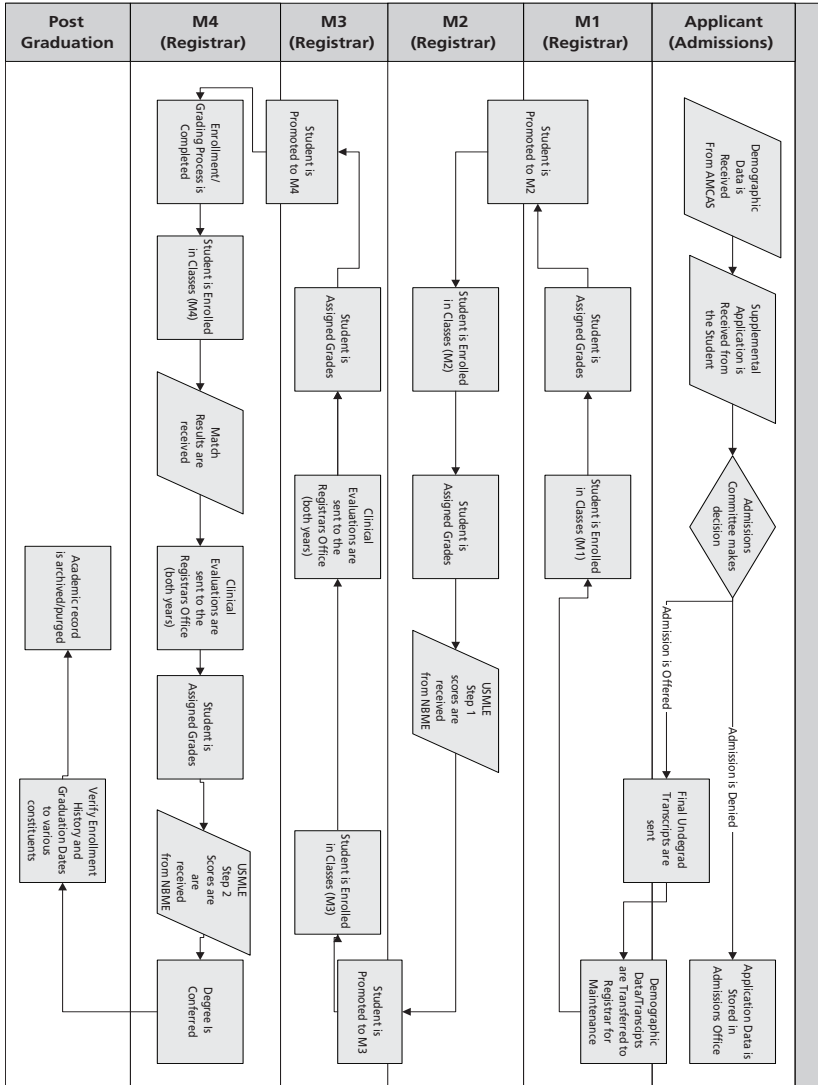 Applicant
(Admissions)
Demographic
Data is
Received
From AMCAS
Supplemental
Application is
Received from
the Student
Admissions
Committee makes
decision
Admission is Offered
Admission is Denied
Final Undegrad
Transcripts are
sent
Application Data is
Stored in
Admissions Office
Demographic
Data/Transcipts
are Transferred to
Registrar for
Maintenance
M1
(Registrar)
Student is Enrolled
in Classes (M1)
Student is
Assigned Grades
Student is
Promoted to M2
M2
(Registrar)
Student is Enrolled
in Classes (M2)
Student is
Assigned Grades
USMLE
Step 1
scores are
received
from NBME
Student is
Promoted to M3
M3
(Registrar)
Student is Enrolled
in Classes (M3)
Clinical
Evaluations are
sent to the
Registrars Office
(both years)
Student is
Assigned Grades
Student is
Promoted to M4
M4
(Registrar)
Enrollment/
Grading Process is
Completed
Student is Enrolled
in Classes (M4)
Match
Results are
received
Clinical
Evaluations are
sent to the
Registrars Office
(both years)
Student is
Assigned Grades
USMLE
Step 2
Scores are
are
received
from NBME
Degree Is
Conferred
Post
Graduation
Verify Enrollment
History and
Graduation Dates
to various
constituents
Academic record
is archived/purged